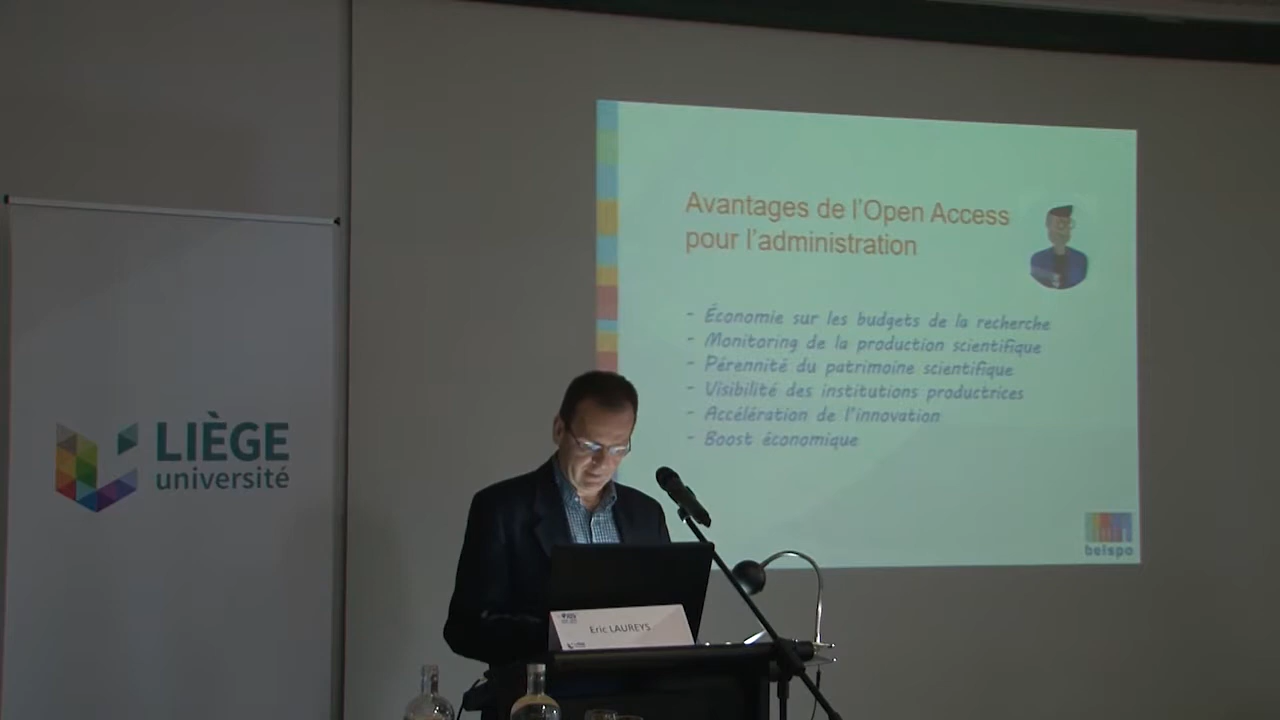 LIÈGE
université
Avantages de l'Open Access
pour l'administration
- Économie sur les budgets de la recherche
- Monitoring de la production scientifique
- Pérennité du patrimoine scientifique
- Visibilité des institutions productrices
- Accélération de l'innovation
- Boost économique
belspo
Eric LAUREYS